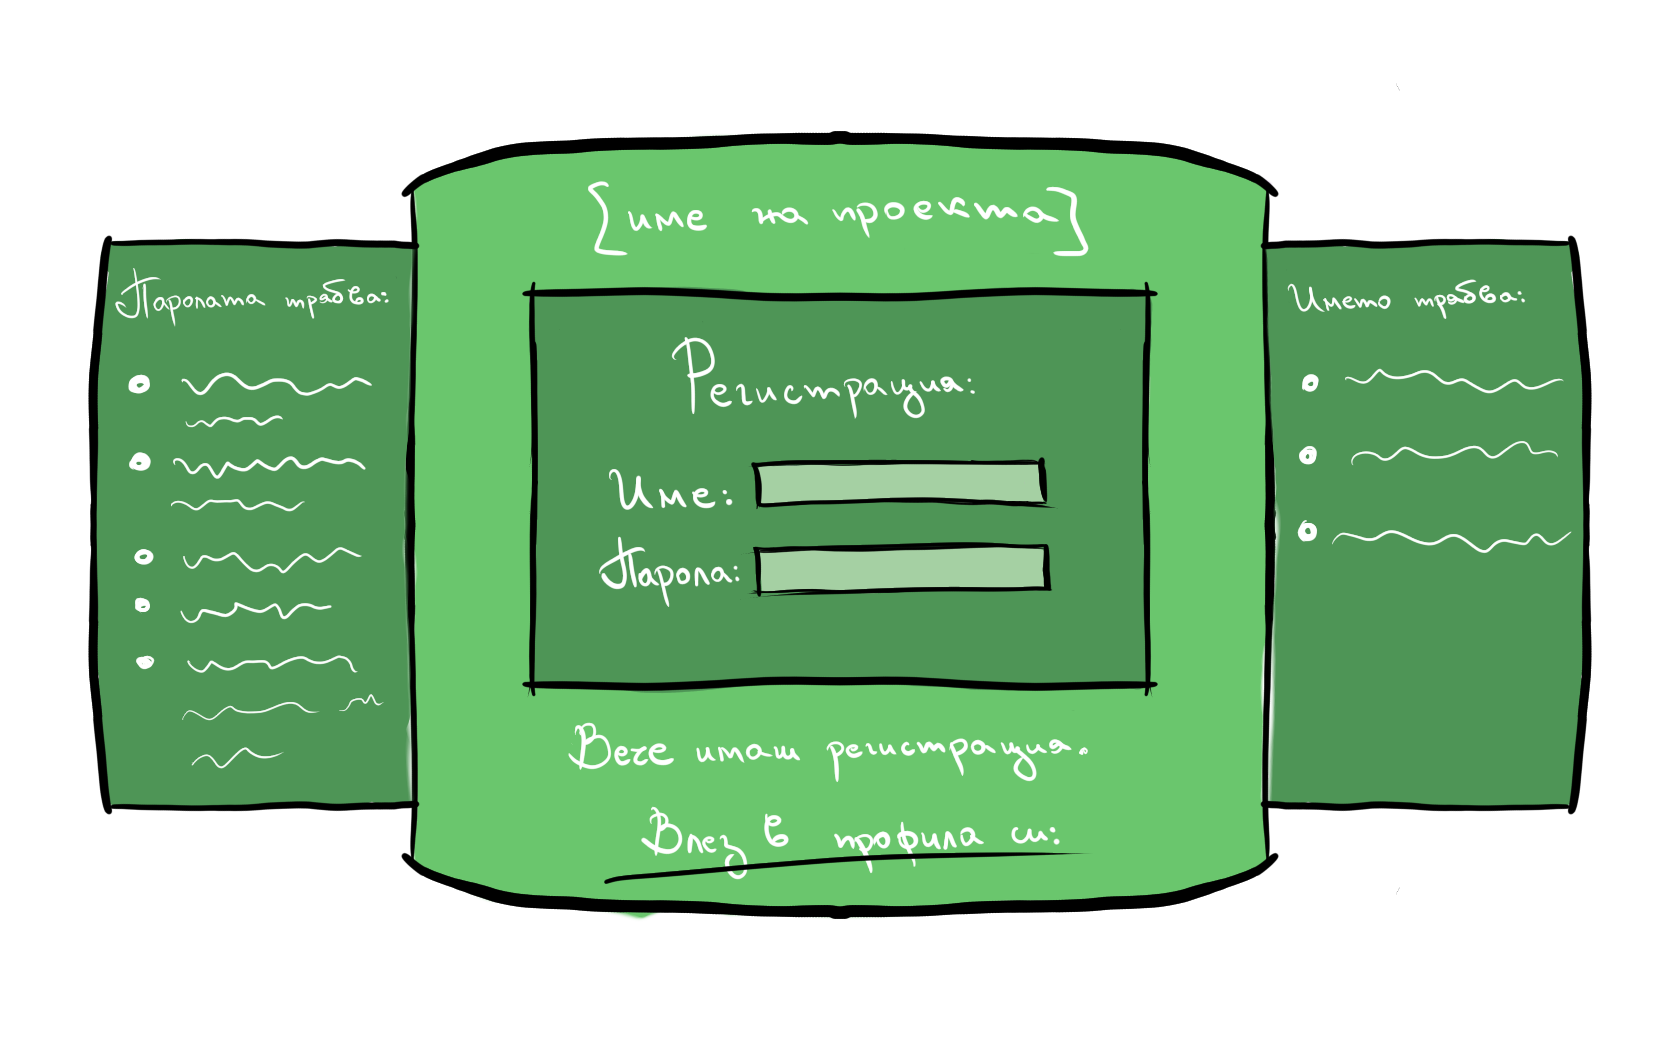 [име на проекта]
Паролата трябва:
Регистрация:
Име:
Парола:
Вече имаш регистрация.
Влез в профила си:
Името трябва: